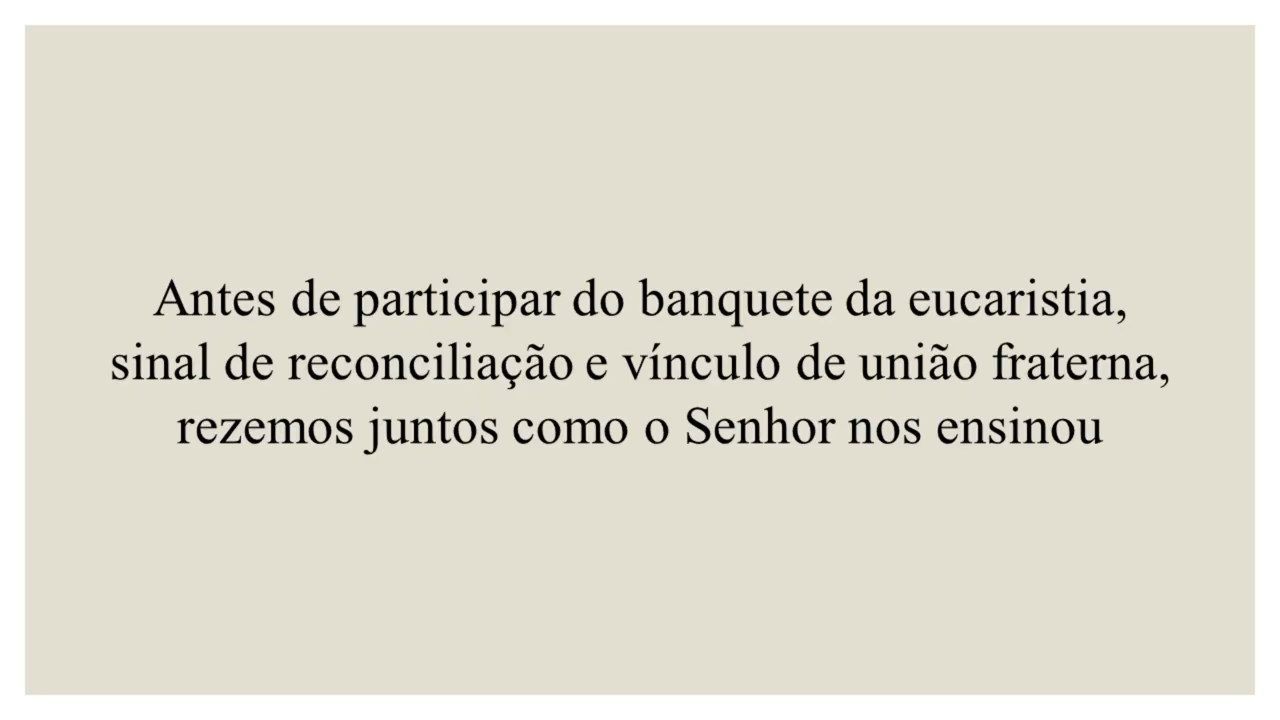 Antes de participar do banquete da eucaristia,
sinal de reconciliação e vínculo de união fraterna,
rezemos juntos como o Senhor nos ensinou